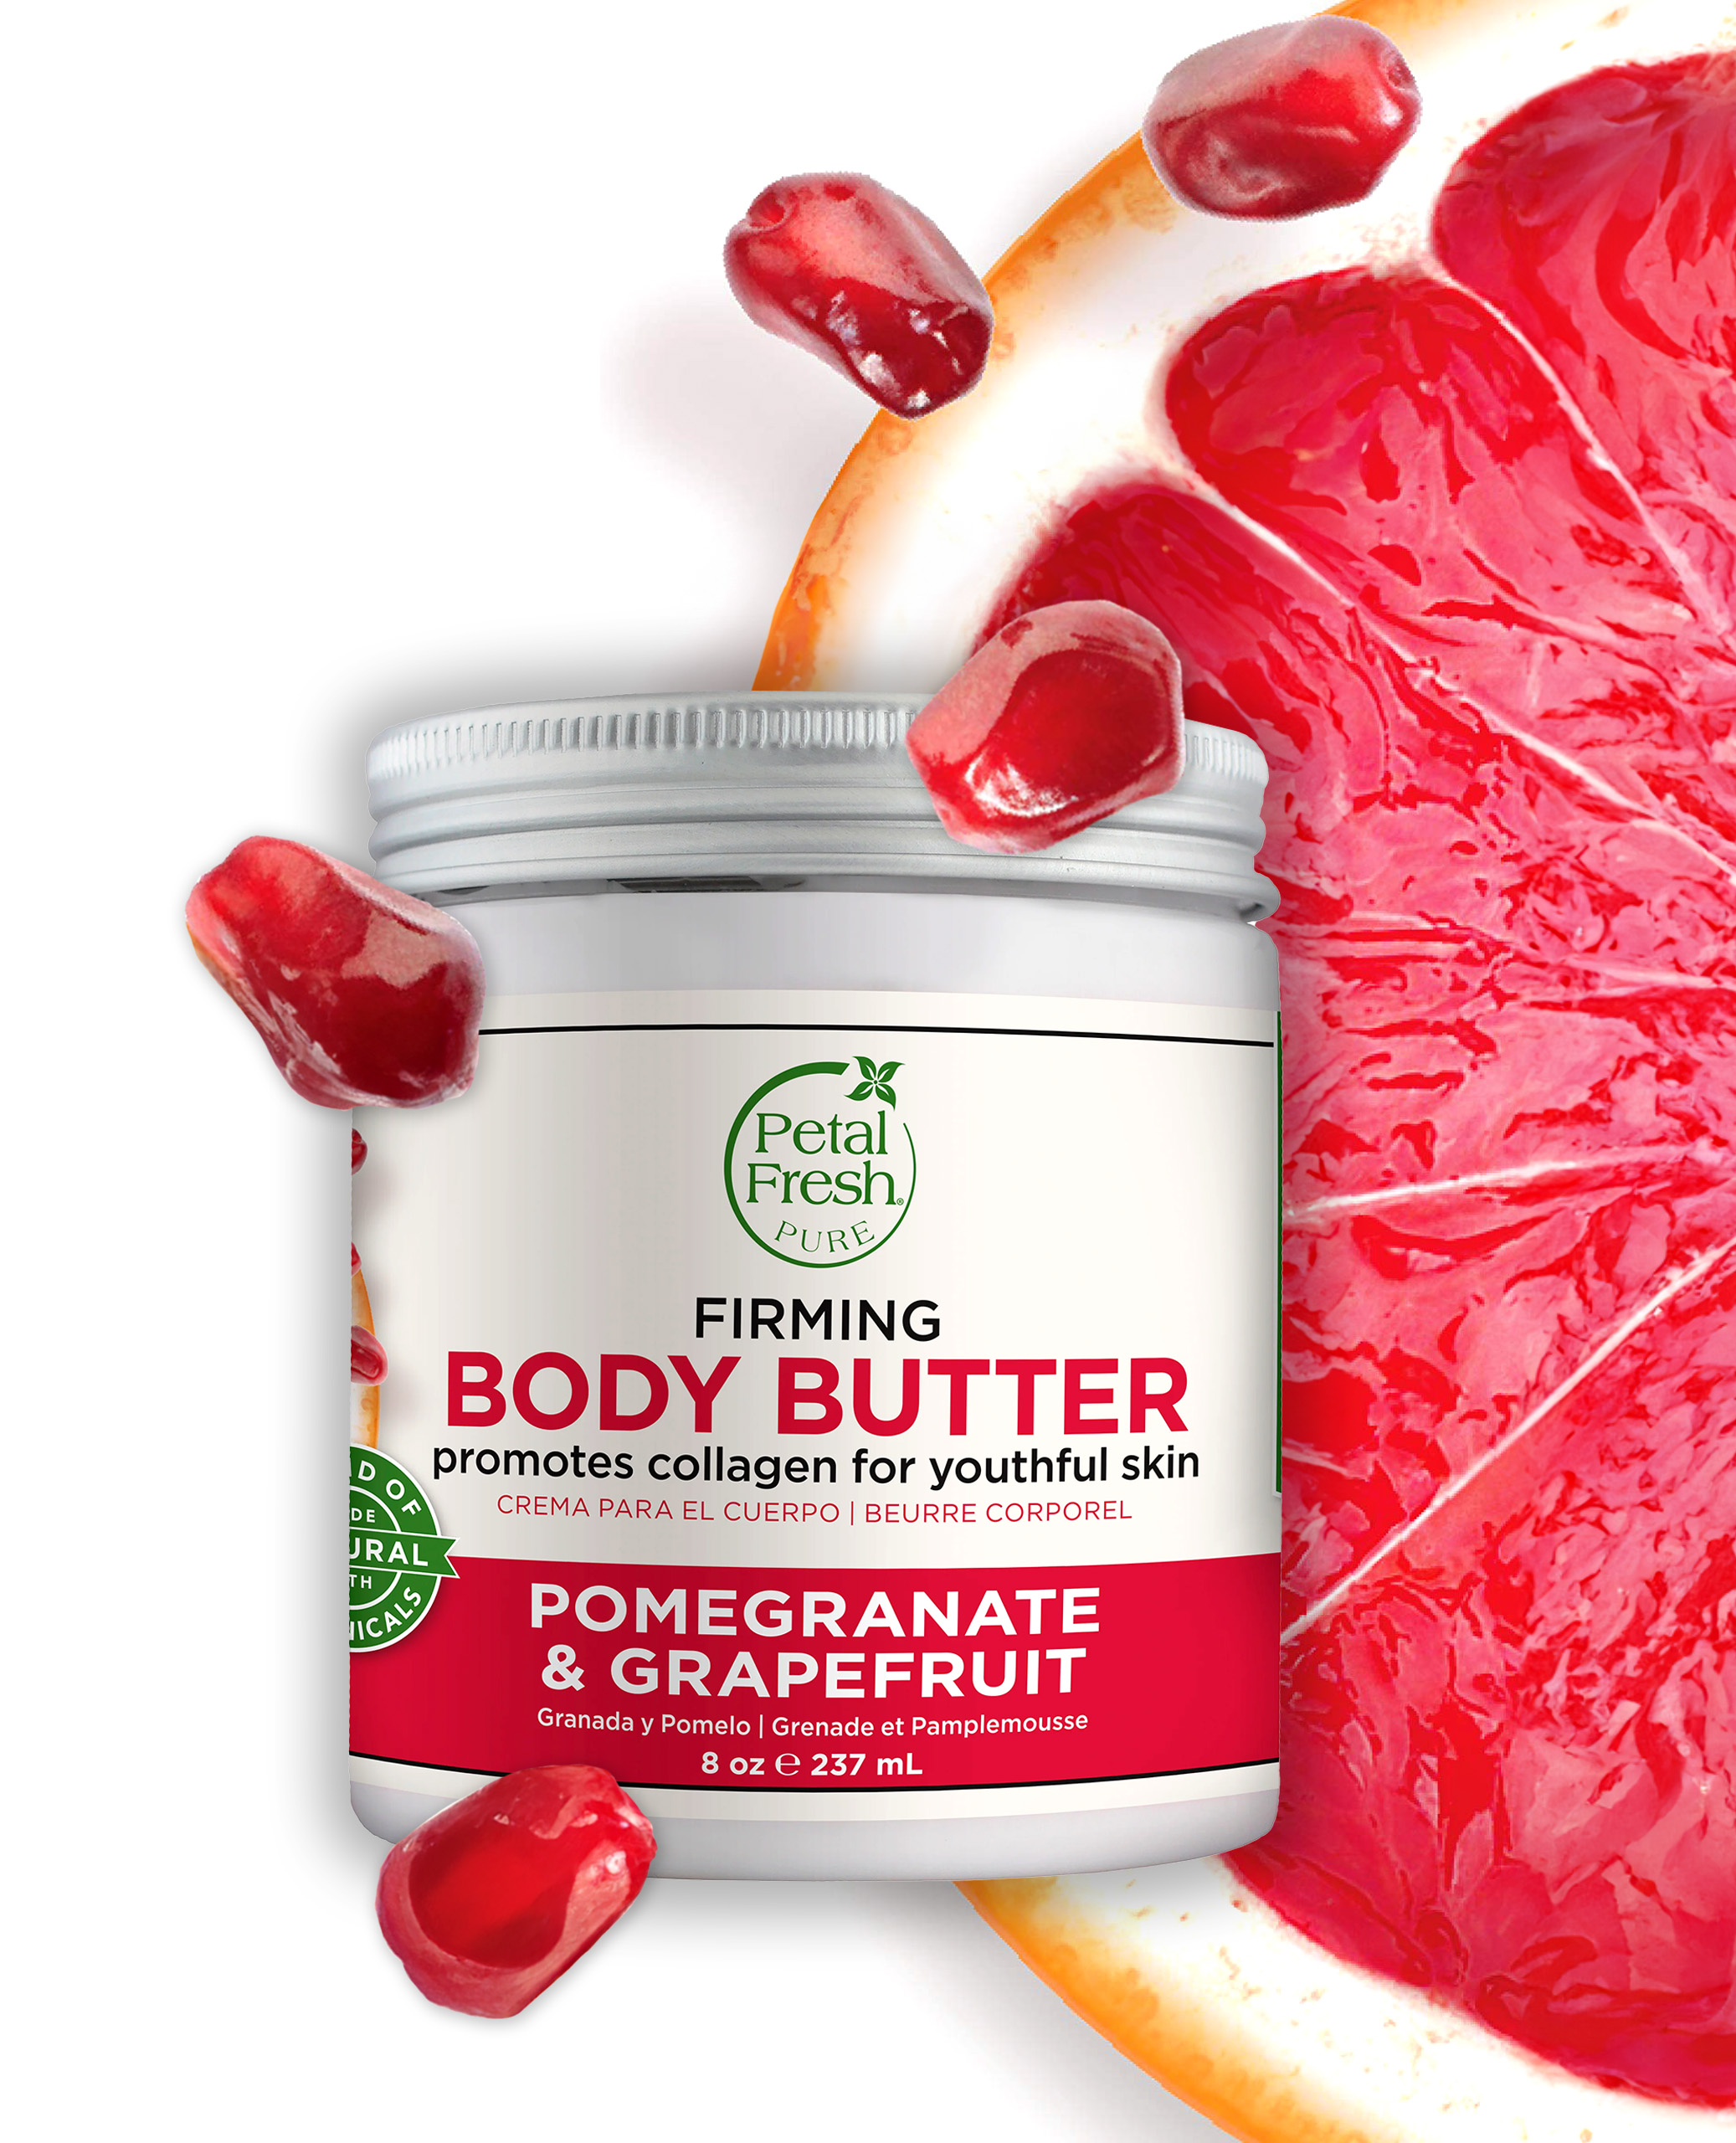 Petal
Fresh®
PURE
FIRMING
BODY BUTTER
promotes collagen for youthful skin
CREMA PARA EL CUERPO | BEURRE CORPOREL
OF
POMEGRANATE
& GRAPEFRUIT
Granada y Pomelo | Grenade et Pamplemousse
8 oz ℮ 237 mL